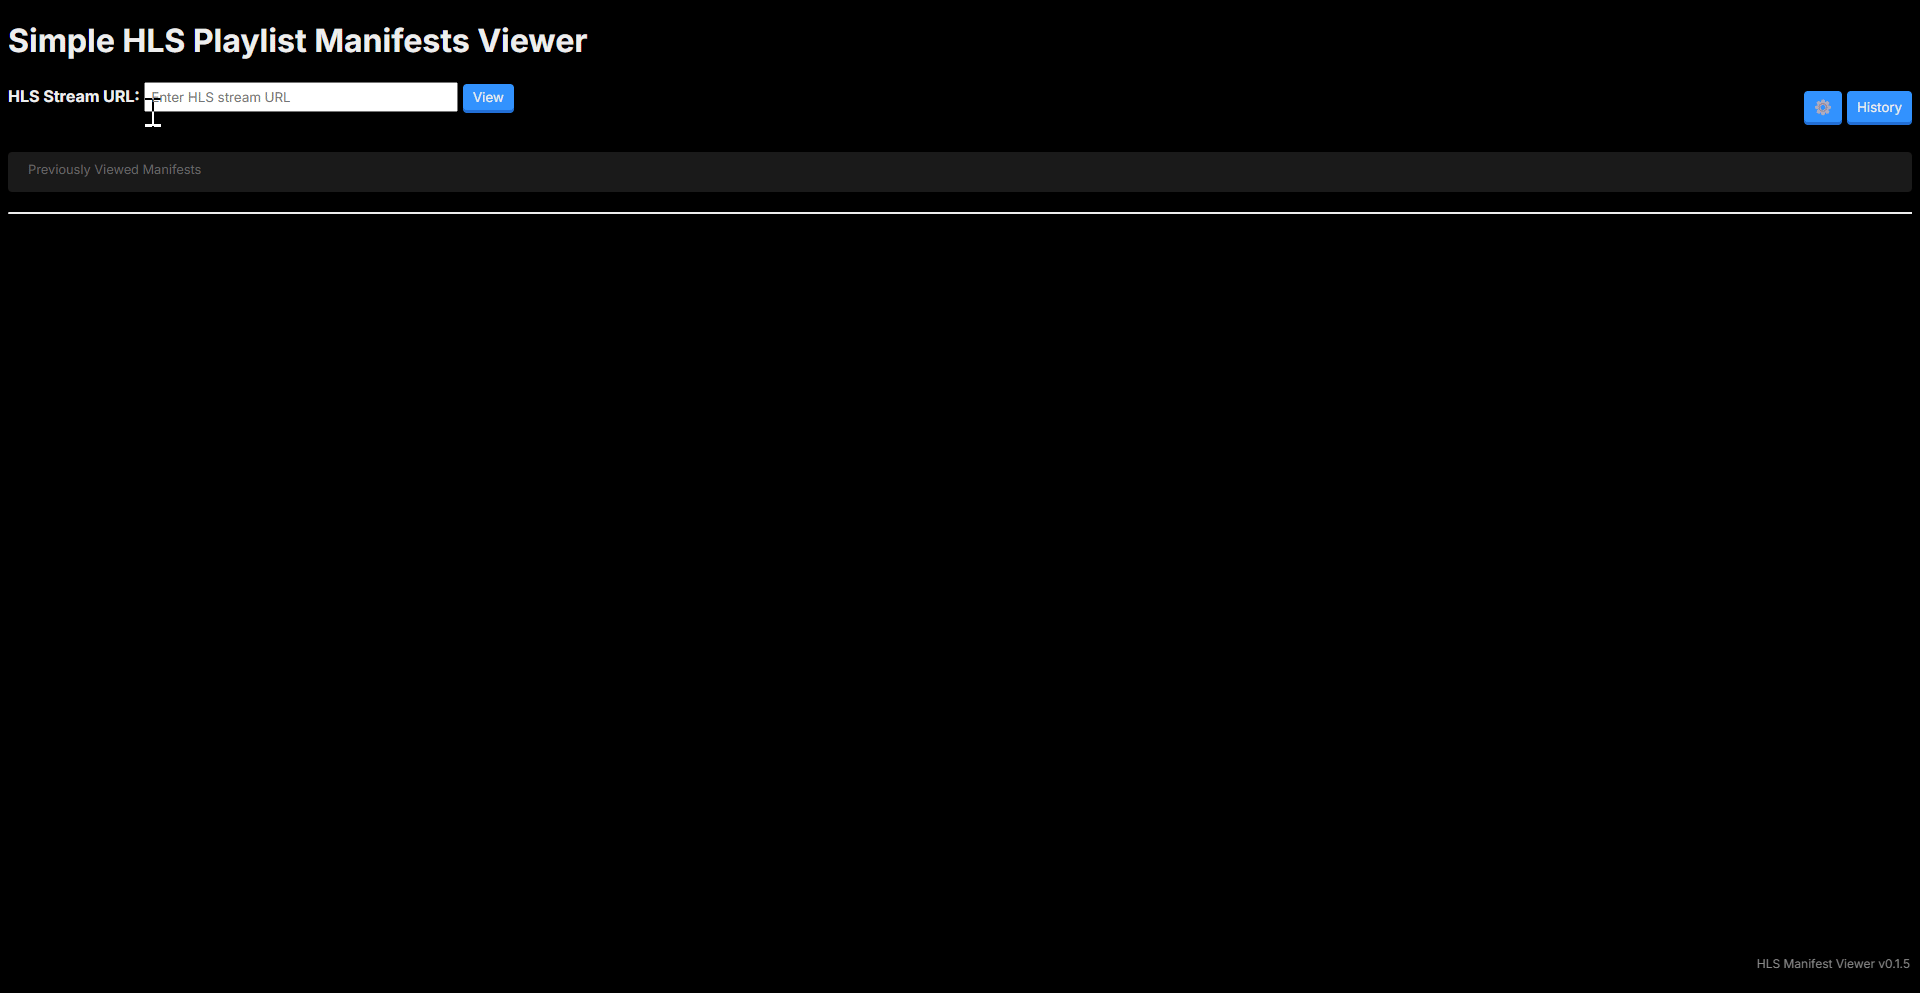 Simple HLS Playlist Manifests Viewer
HLS Stream URL: Enter HLS stream URL View
History
Previously Viewed Manifests
HLS Manifest Viewer v0.1.5